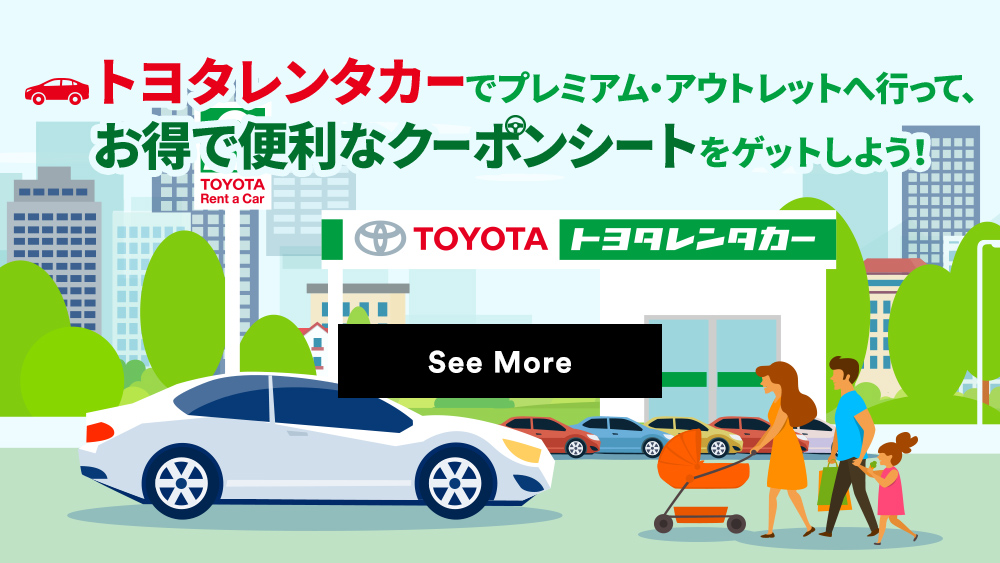 トヨタレンタカーでプレミアム・アウトレットへ行って、
お得で便利なクーポンシートをゲットしよう!
TOYOTA
Rent a Car
TOYOTA トヨタレンタカー
See More